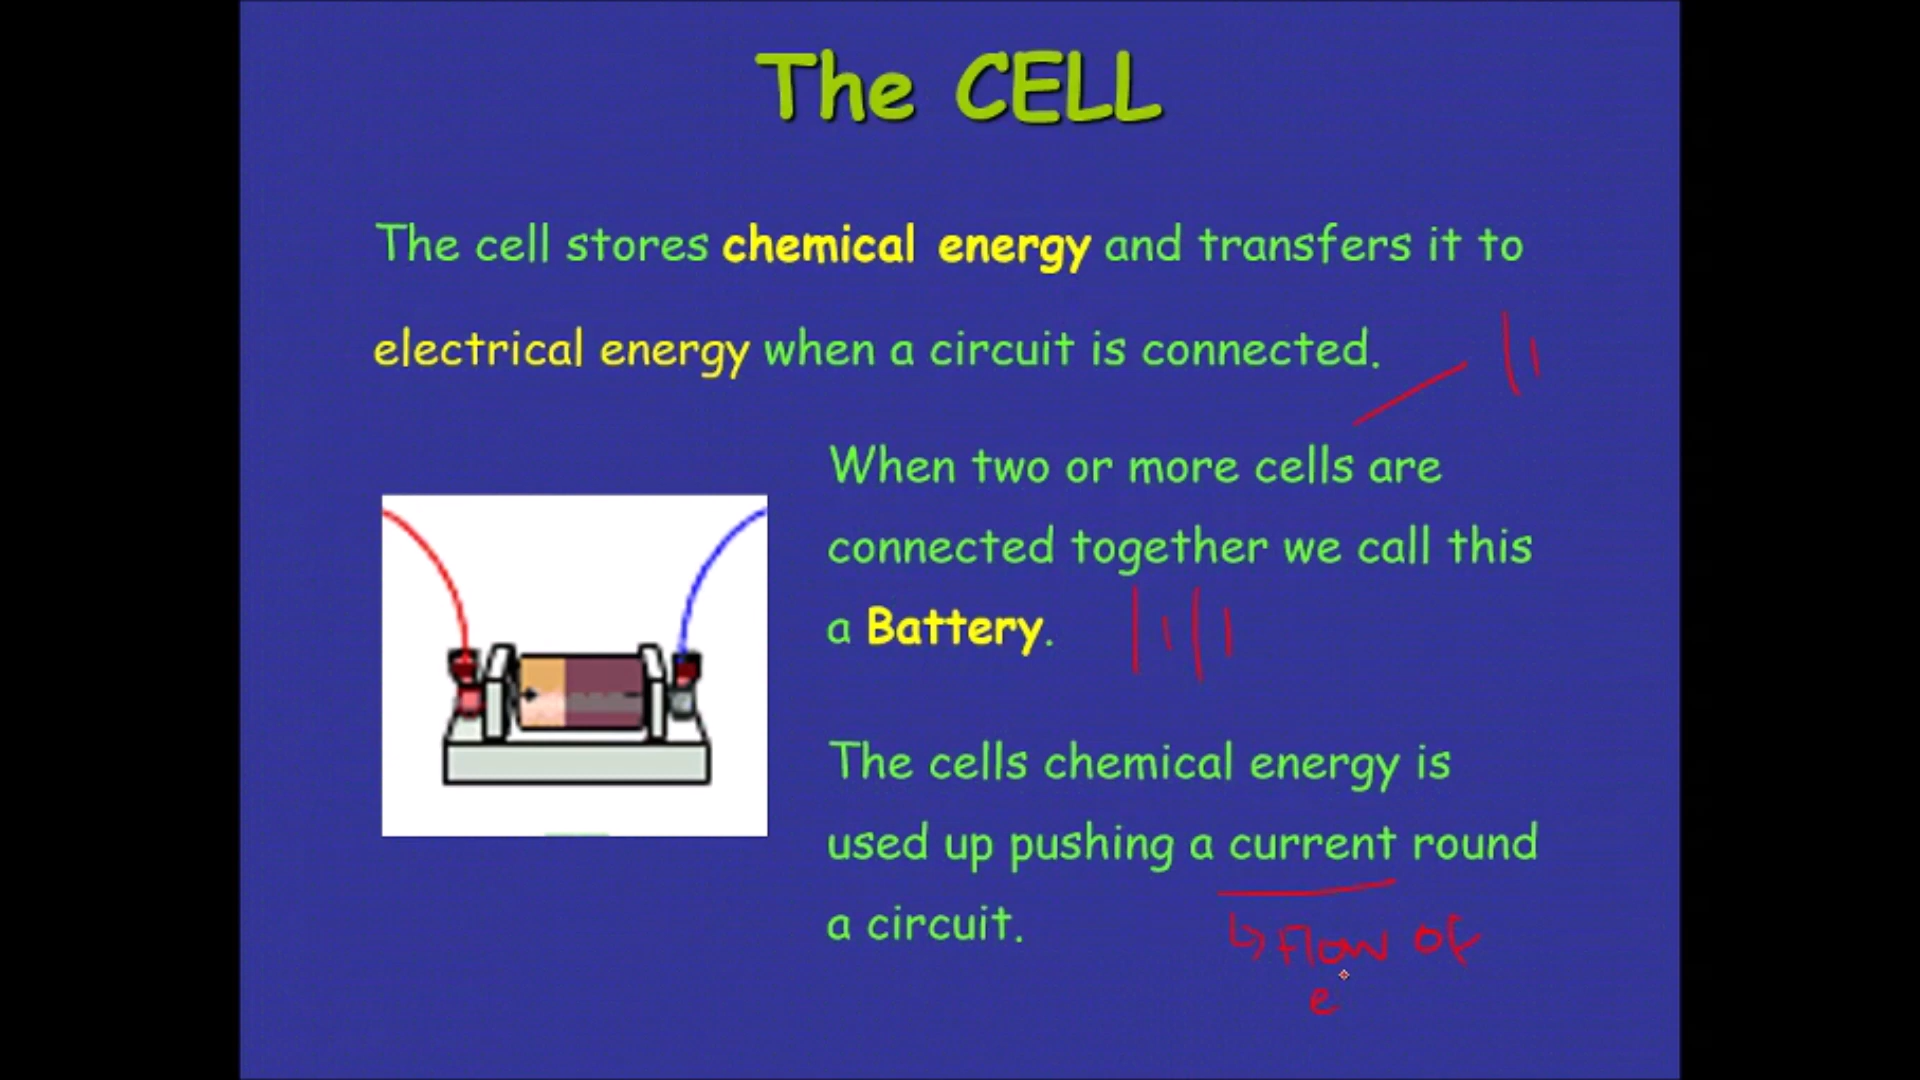 The CELL
The cell stores chemical energy and transfers it to
electrical energy when a circuit is connected.
When two or more cells are
connected together we call this
a Battery.
The cells chemical energy is
used up pushing a current round
a circuit.
Flow of
e